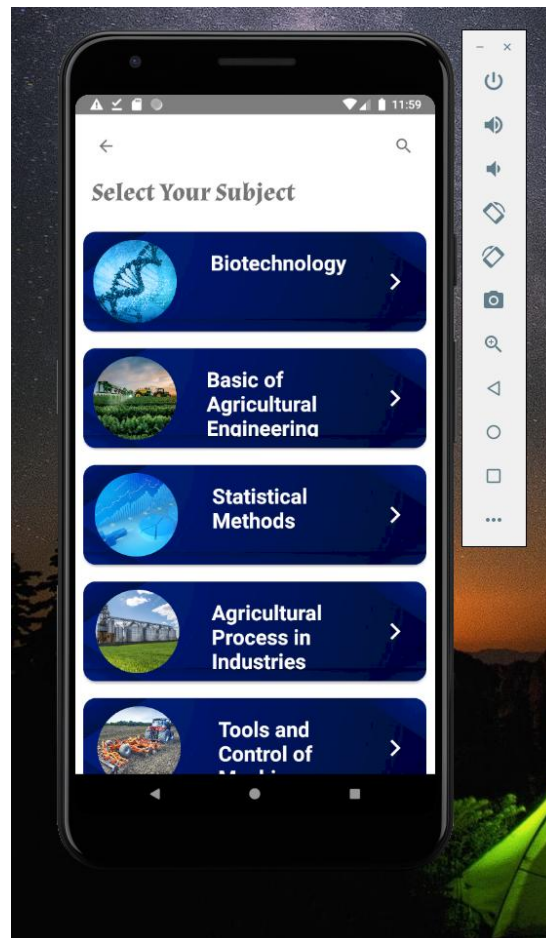 11:59
Select Your Subject
Biotechnology
Basic of
Agricultural
Engineering
Statistical
Methods
Agricultural
Process in
Industries
Tools and
Control of